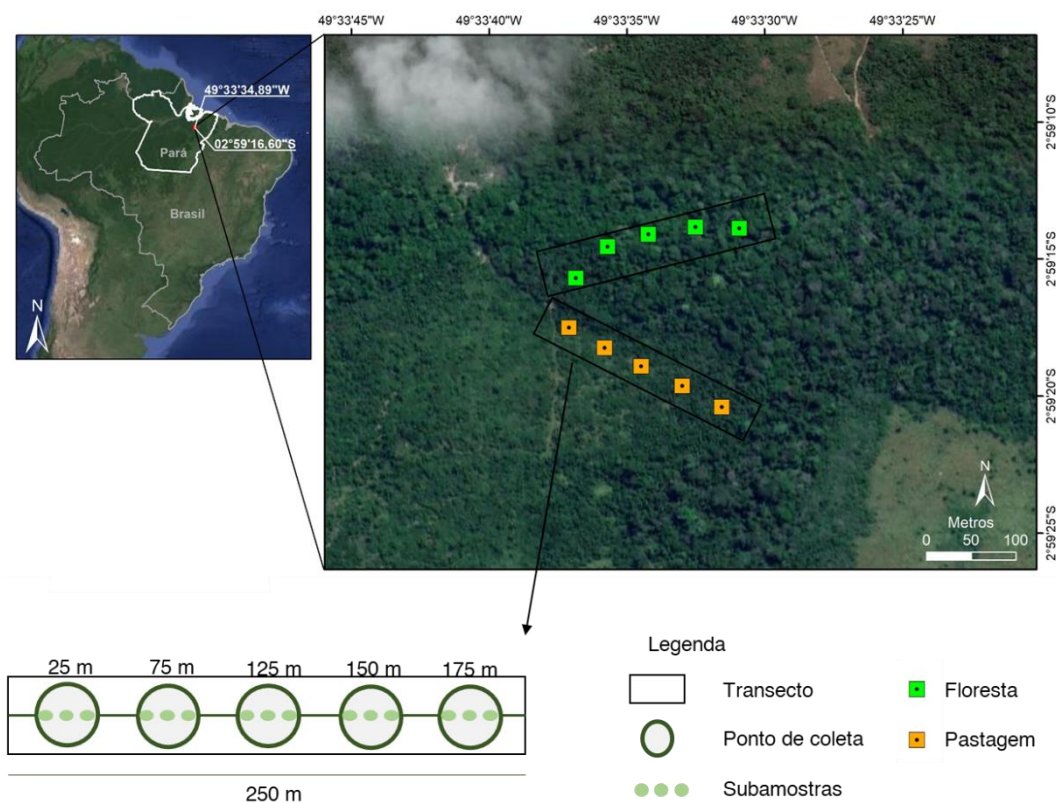 49°33'45"W
49°33'40"W
49°33'35"W
49°33'30"W
49°33'25"W
49°33'34,89"W
02°59'16,60"S
Pará
Brasil
N
2°59'10"S
2°59'15"S
2°59'20"S
2°59'25"S
N
Metros
0 50 100
25 m 75 m 125 m 150 m 175 m
250 m
Legenda
Transecto
Floresta
Ponto de coleta
Pastagem
Subamostras